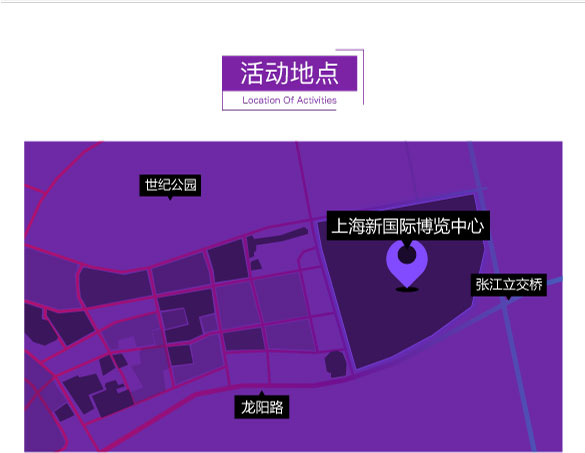 活动地点
Location Of Activities
世纪公园
上海新国际博览中心
张江立交桥
龙阳路